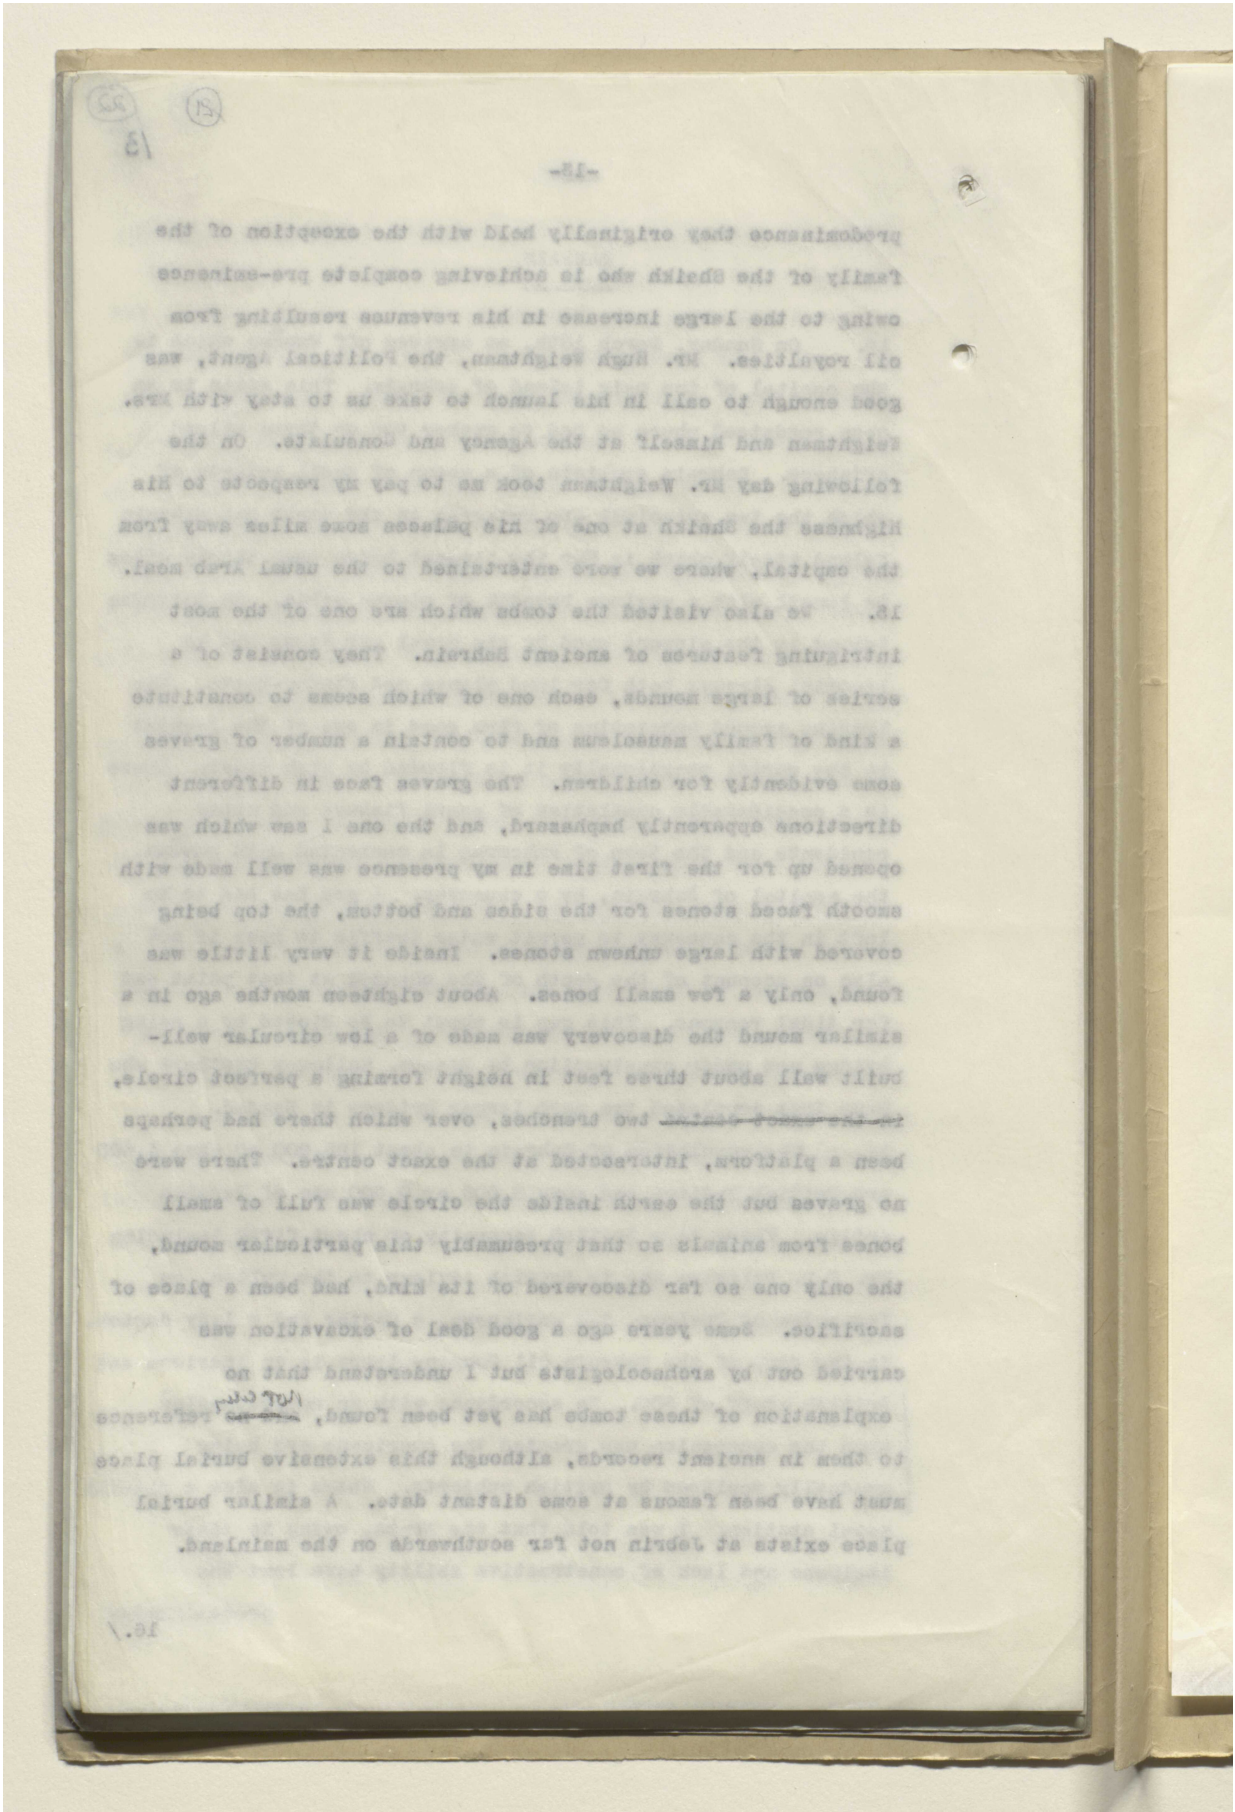 22
21
13
-13-
predominance they originally held with the exception of the
family of the Sheikh who is achieving complete pre-eminence
owing to the large increase in his revenues resulting from
oil royalties. Mr. Hugh Weightman, the Political Agent, was
good enough to call in his launch to take us to stay with Mrs.
Weightman and himself at the Agency and Consulate. On the
following day Mr. Weightman took me to pay my respects to His
Highness the Sheikh at one of his palaces some miles away from
the capital, where we were entertained to the usual Arab meal.
15. We also visited the tombs which are one of the most
intriguing features of ancient Bahrain. They consist of a
series of large mounds, each one of which seems to constitute
a kind of family mausoleum and to contain a number of graves
some evidently for children. The graves face in different
directions apparently haphazard, and the one I saw which was
opened up for the first time in my presence was well made with
smooth faced stones for the sides and bottom, the top being
covered with large unhewn stones. Inside it very little was
found, only a few small bones. About eighteen months ago in a
similar mound the discovery was made of a low circular well-
built wall about three feet in height forming a perfect circle,
in the exact centre two trenches, over which there had perhaps
been a platform, intersected at the exact centre. There were
no graves but the earth inside the circle was full of small
bones from animals so that presumably this particular mound,
the only one so far discovered of its kind, had been a place of
sacrifice. Some years ago a good deal of excavation was
carried out by archaeologists but I understand that no
nor any
explanation of these tombs has yet been found, reference
to them in ancient records, although this extensive burial place
must have been famous at some distant date. A similar burial
place exists at Jebrin not far southwards on the mainland.
16./